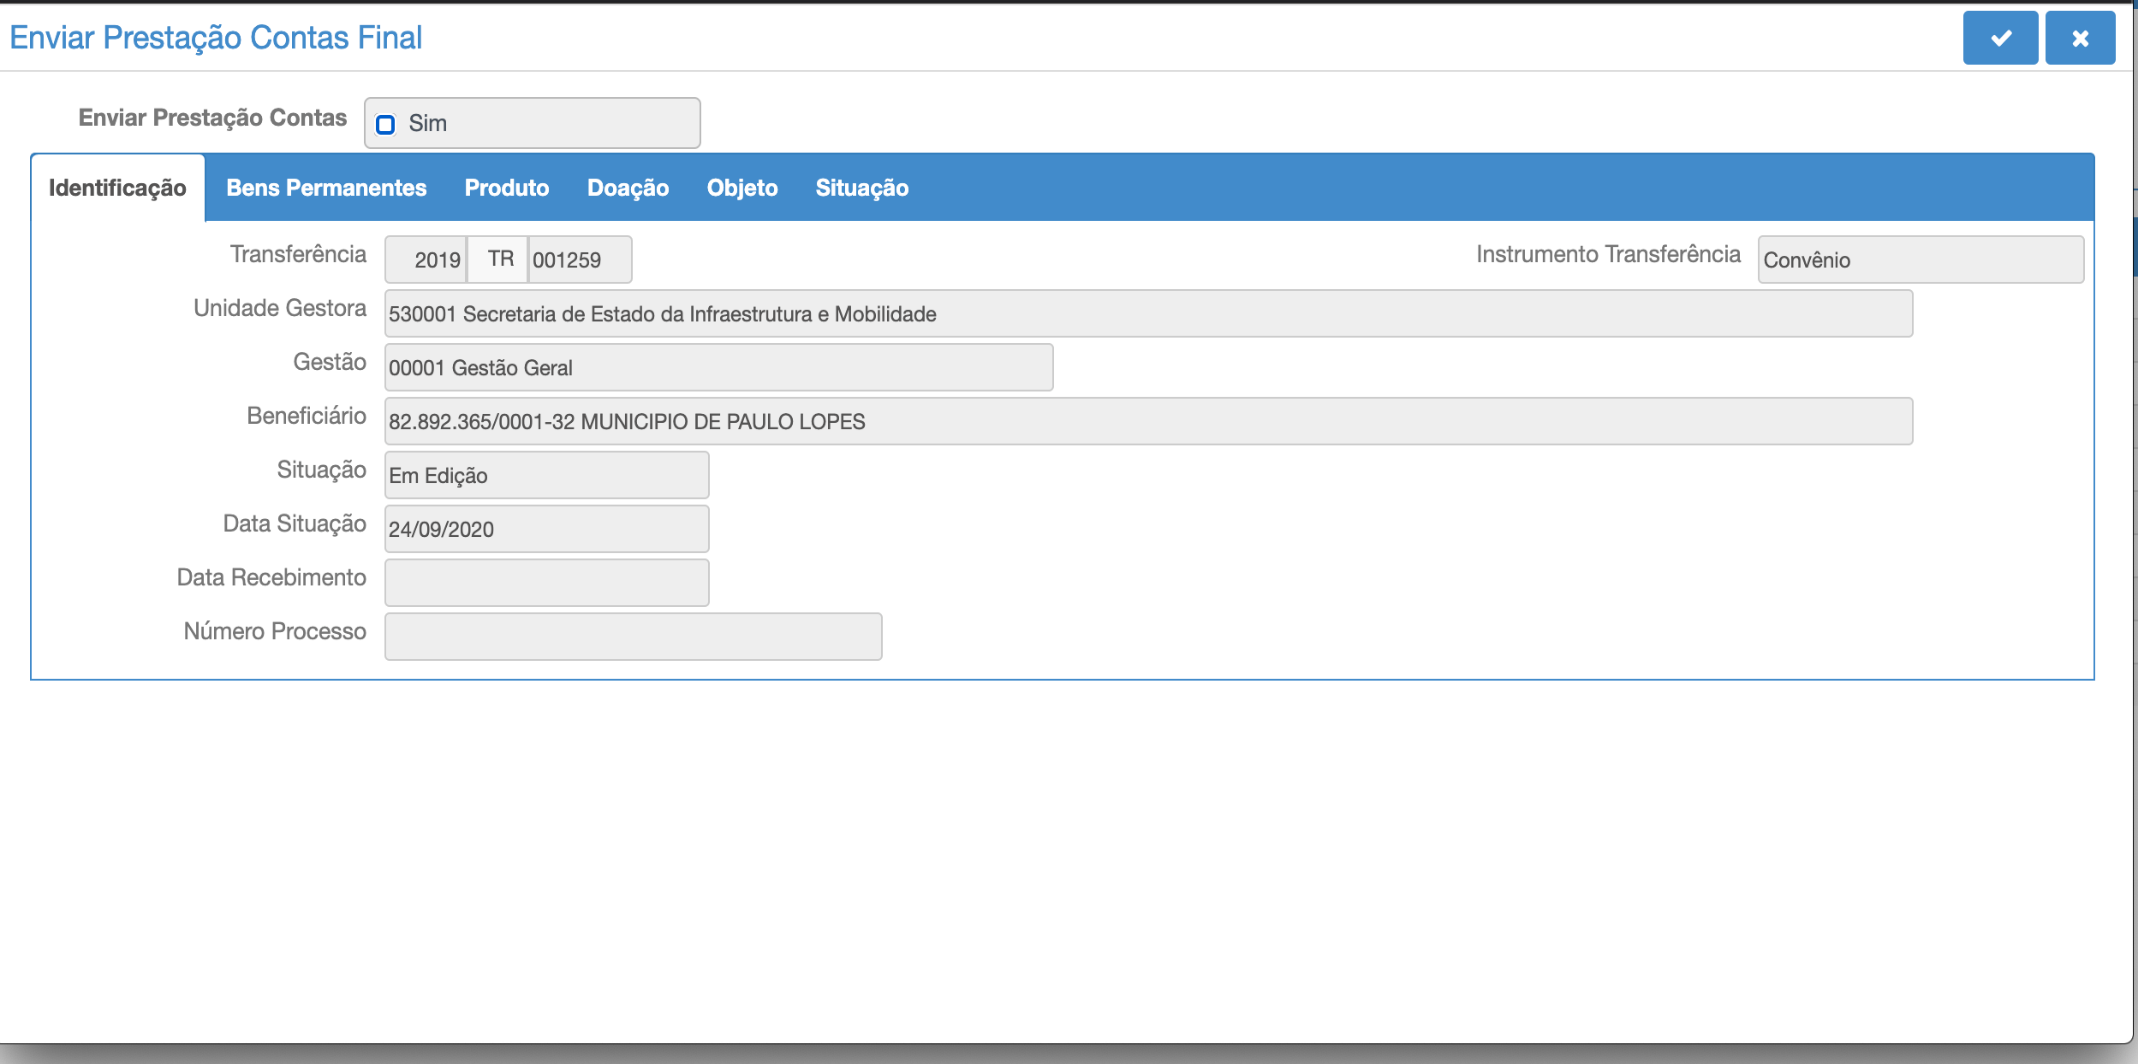 Enviar Prestação Contas Final
Enviar Prestação Contas Sim
Identificação Bens Permanentes Produto Doação Objeto Situação
Transferência 2019 TR 001259 Instrumento Transferência Convênio
Unidade Gestora 530001 Secretaria de Estado da Infraestrutura e Mobilidade
Gestão 00001 Gestão Geral
Beneficiário 82.892.365/0001-32 MUNICIPIO DE PAULO LOPES
Situação Em Edição
Data Situação 24/09/2020
Data Recebimento
Número Processo